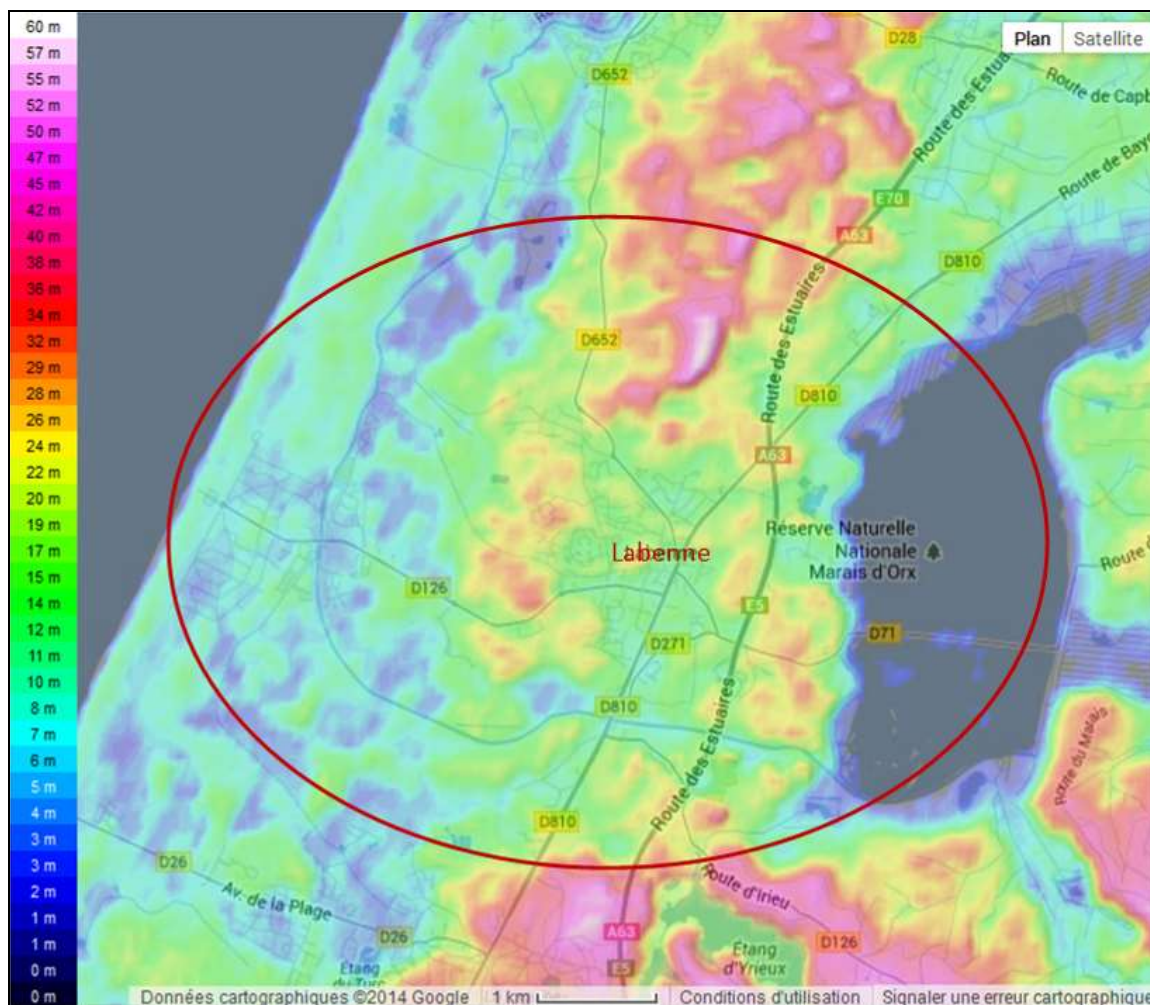 60 m
57 m
55 m
52 m
50 m
47 m
45 m
42 m
40 m
38 m
36 m
34 m
32 m
29 m
28 m
26 m
24 m
22 m
20 m
19 m
17 m
15 m
14 m
12 m
11 m
10 m
8 m
7 m
6 m
5 m
4 m
3 m
3 m
2 m
1 m
1 m
0 m
0 m
Plan
Satellite
D28
D652
Route des Estuaires
Route de Capb
Route de Bayo
E70
A63
D810
Route des Estuaires
D652
D810
A63
Réserve Naturelle
Nationale
Marais d'Orx
Labenne
Route d
D126
E5
D71
D271
D810
Route des Estuaires
Route du Marais
D810
D26
Av. de la Plage
D26
Route d'Irieu
A63
D126
E5
Étang
d'Yrieux
Étang
du Turc
Données cartographiques ©2014 Google
1 km
Conditions d'utilisation
Signaler une erreur cartographique